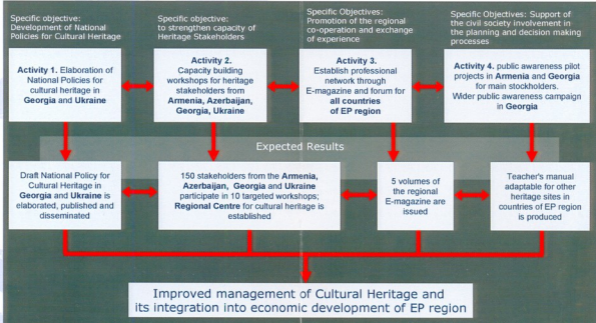 Specific objective:
Development of National
Policies for Cultural Heritage
Specific objective:
to strengthen capacity of
Heritage Stakeholders
Specific Objectives:
Promotion of the regional
co-operation and exchange
of experience
Specific Objectives: Support of
the civil society involvement in
the planning and decision making
processes
Activity 1. Elaboration of
National Policies for
cultural heritage in
Georgia and Ukraine
Activity 2.
Capacity building
workshops for heritage
stakeholders from
Armenia, Azerbaijan,
Georgia, Ukraine
Activity 3.
Establish professional
network through
E-magazine and forum for
all countries
of EP region
Activity 4. public awareness pilot
projects in Armenia and Georgia
for main stockholders.
Wider public awareness campaign
in Georgia
Expected Results
Draft National Policy for
Cultural Heritage in
Georgia and Ukraine is
elaborated, published and
disseminated
150 stakeholders from the Armenia,
Azerbaijan, Georgia and Ukraine
participate in 10 targeted workshops;
Regional Centre for cultural heritage is
established
5 volumes of
the regional
E-magazine are
issued
Teacher's manual
adaptable for other
heritage sites in
countries of EP region
is produced
Improved management of Cultural Heritage and
its integration into economic development of EP region